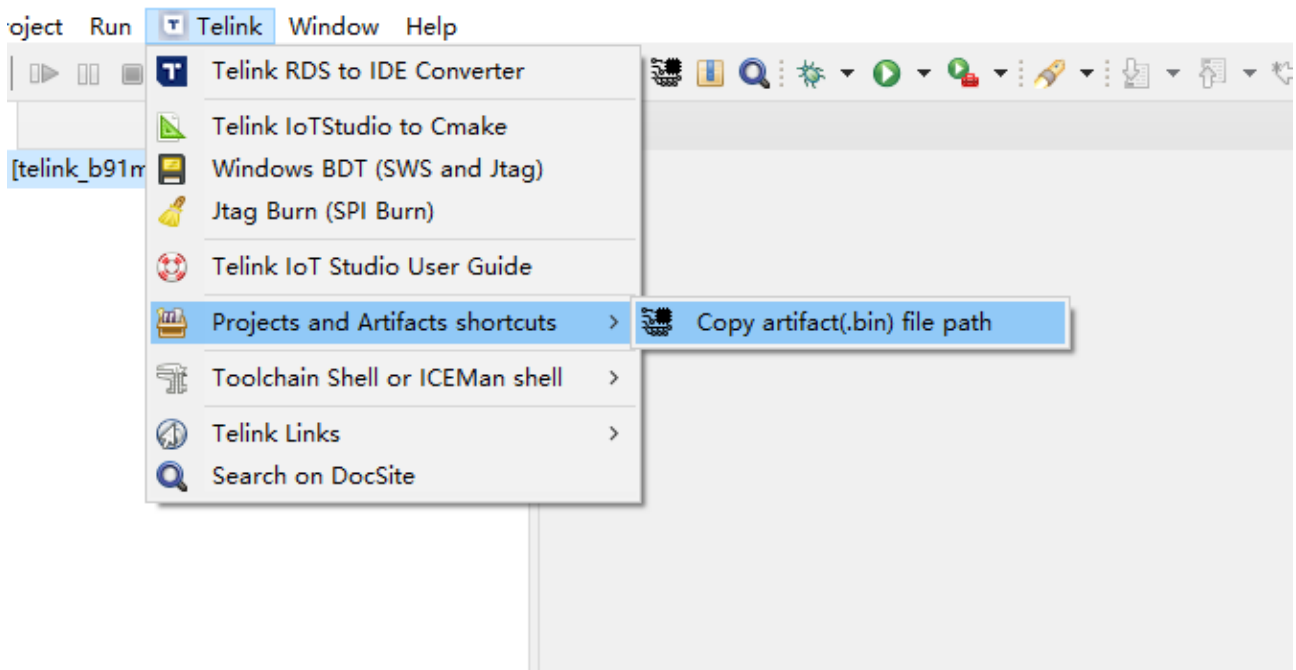 oject Run Telink Window Help
Telink RDS to IDE Converter
Telink IoTStudio to Cmake
[telink_b91m
Windows BDT (SWS and Jtag)
Jtag Burn (SPI Burn)
Telink IoT Studio User Guide
Projects and Artifacts shortcuts
Copy artifact(.bin) file path
Toolchain Shell or ICEMan shell
Telink Links
Search on DocSite